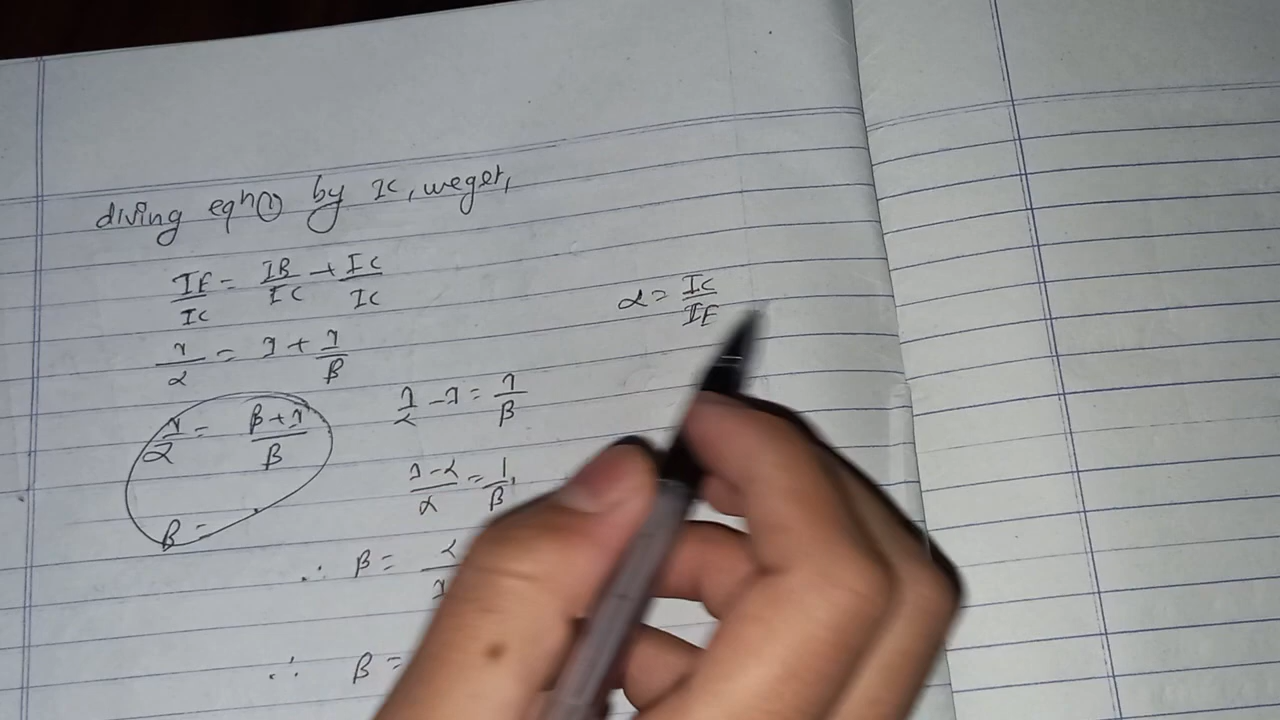 diving eqⁿ① by IC, we get,
IE/IC = IB/IC + IC/IC
α = IC/IE
1/α = 1 + 1/β
1/α = β+1/β
1/α - 1 = 1/β
1-α/α = 1/β
β =
∴ β = α/1
∴ β =